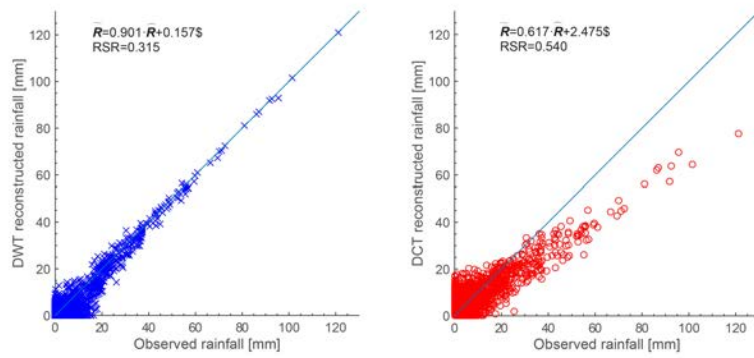 R̅=0.901·R̅+0.157$
RSR=0.315
120
100
80
60
40
20
0
DWT reconstructed rainfall [mm]
0 20 40 60 80 100 120
Observed rainfall [mm]
R̅=0.617·R̅+2.475$
RSR=0.540
120
100
80
60
40
20
0
DCT reconstructed rainfall [mm]
0 20 40 60 80 100 120
Observed rainfall [mm]